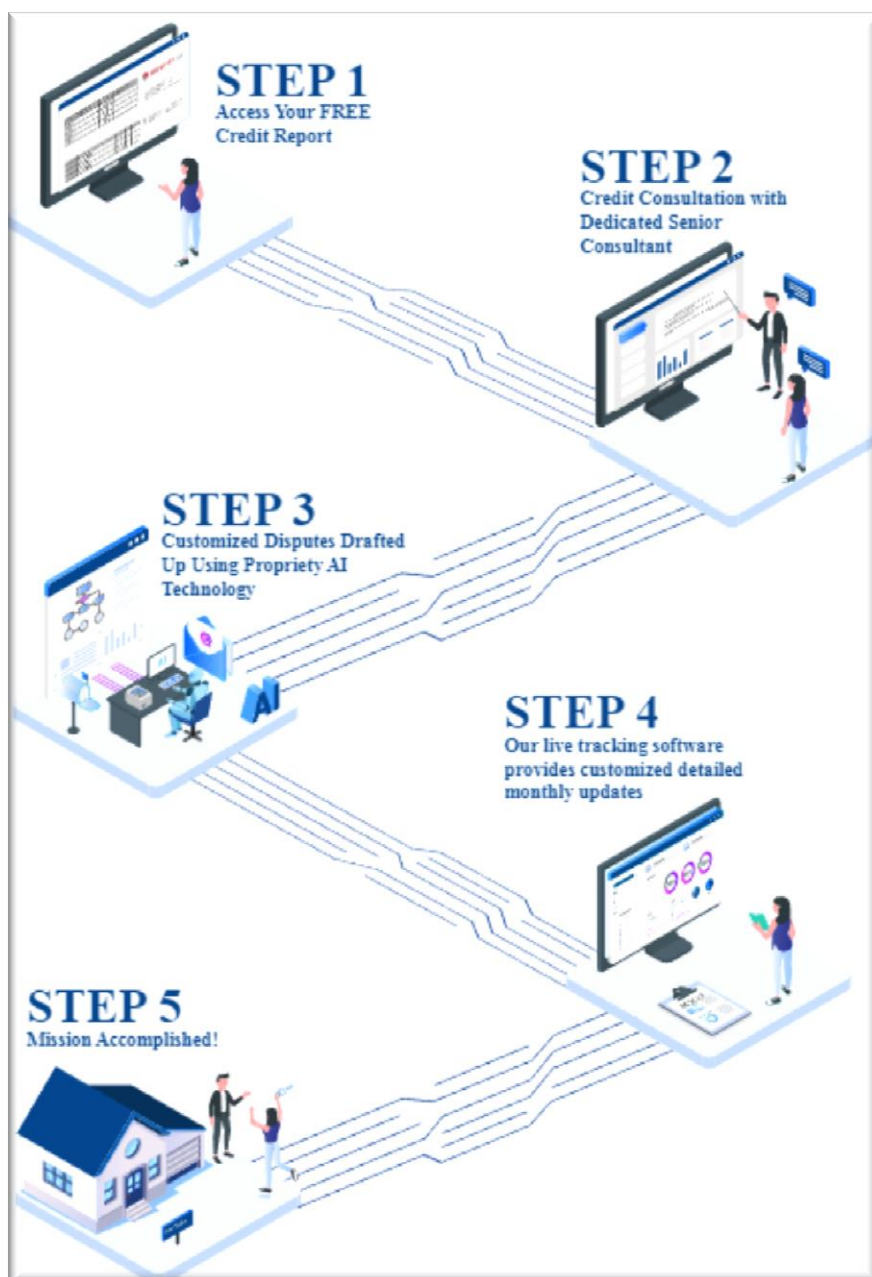 STEP 1
Access Your FREE
Credit Report
STEP 2
Credit Consultation with
Dedicated Senior
Consultant
STEP 3
Customized Disputes Drafted
Up Using Propriety AI
Technology
AI
STEP 4
Our live tracking software
provides customized detailed
monthly updates
STEP 5
Mission Accomplished!